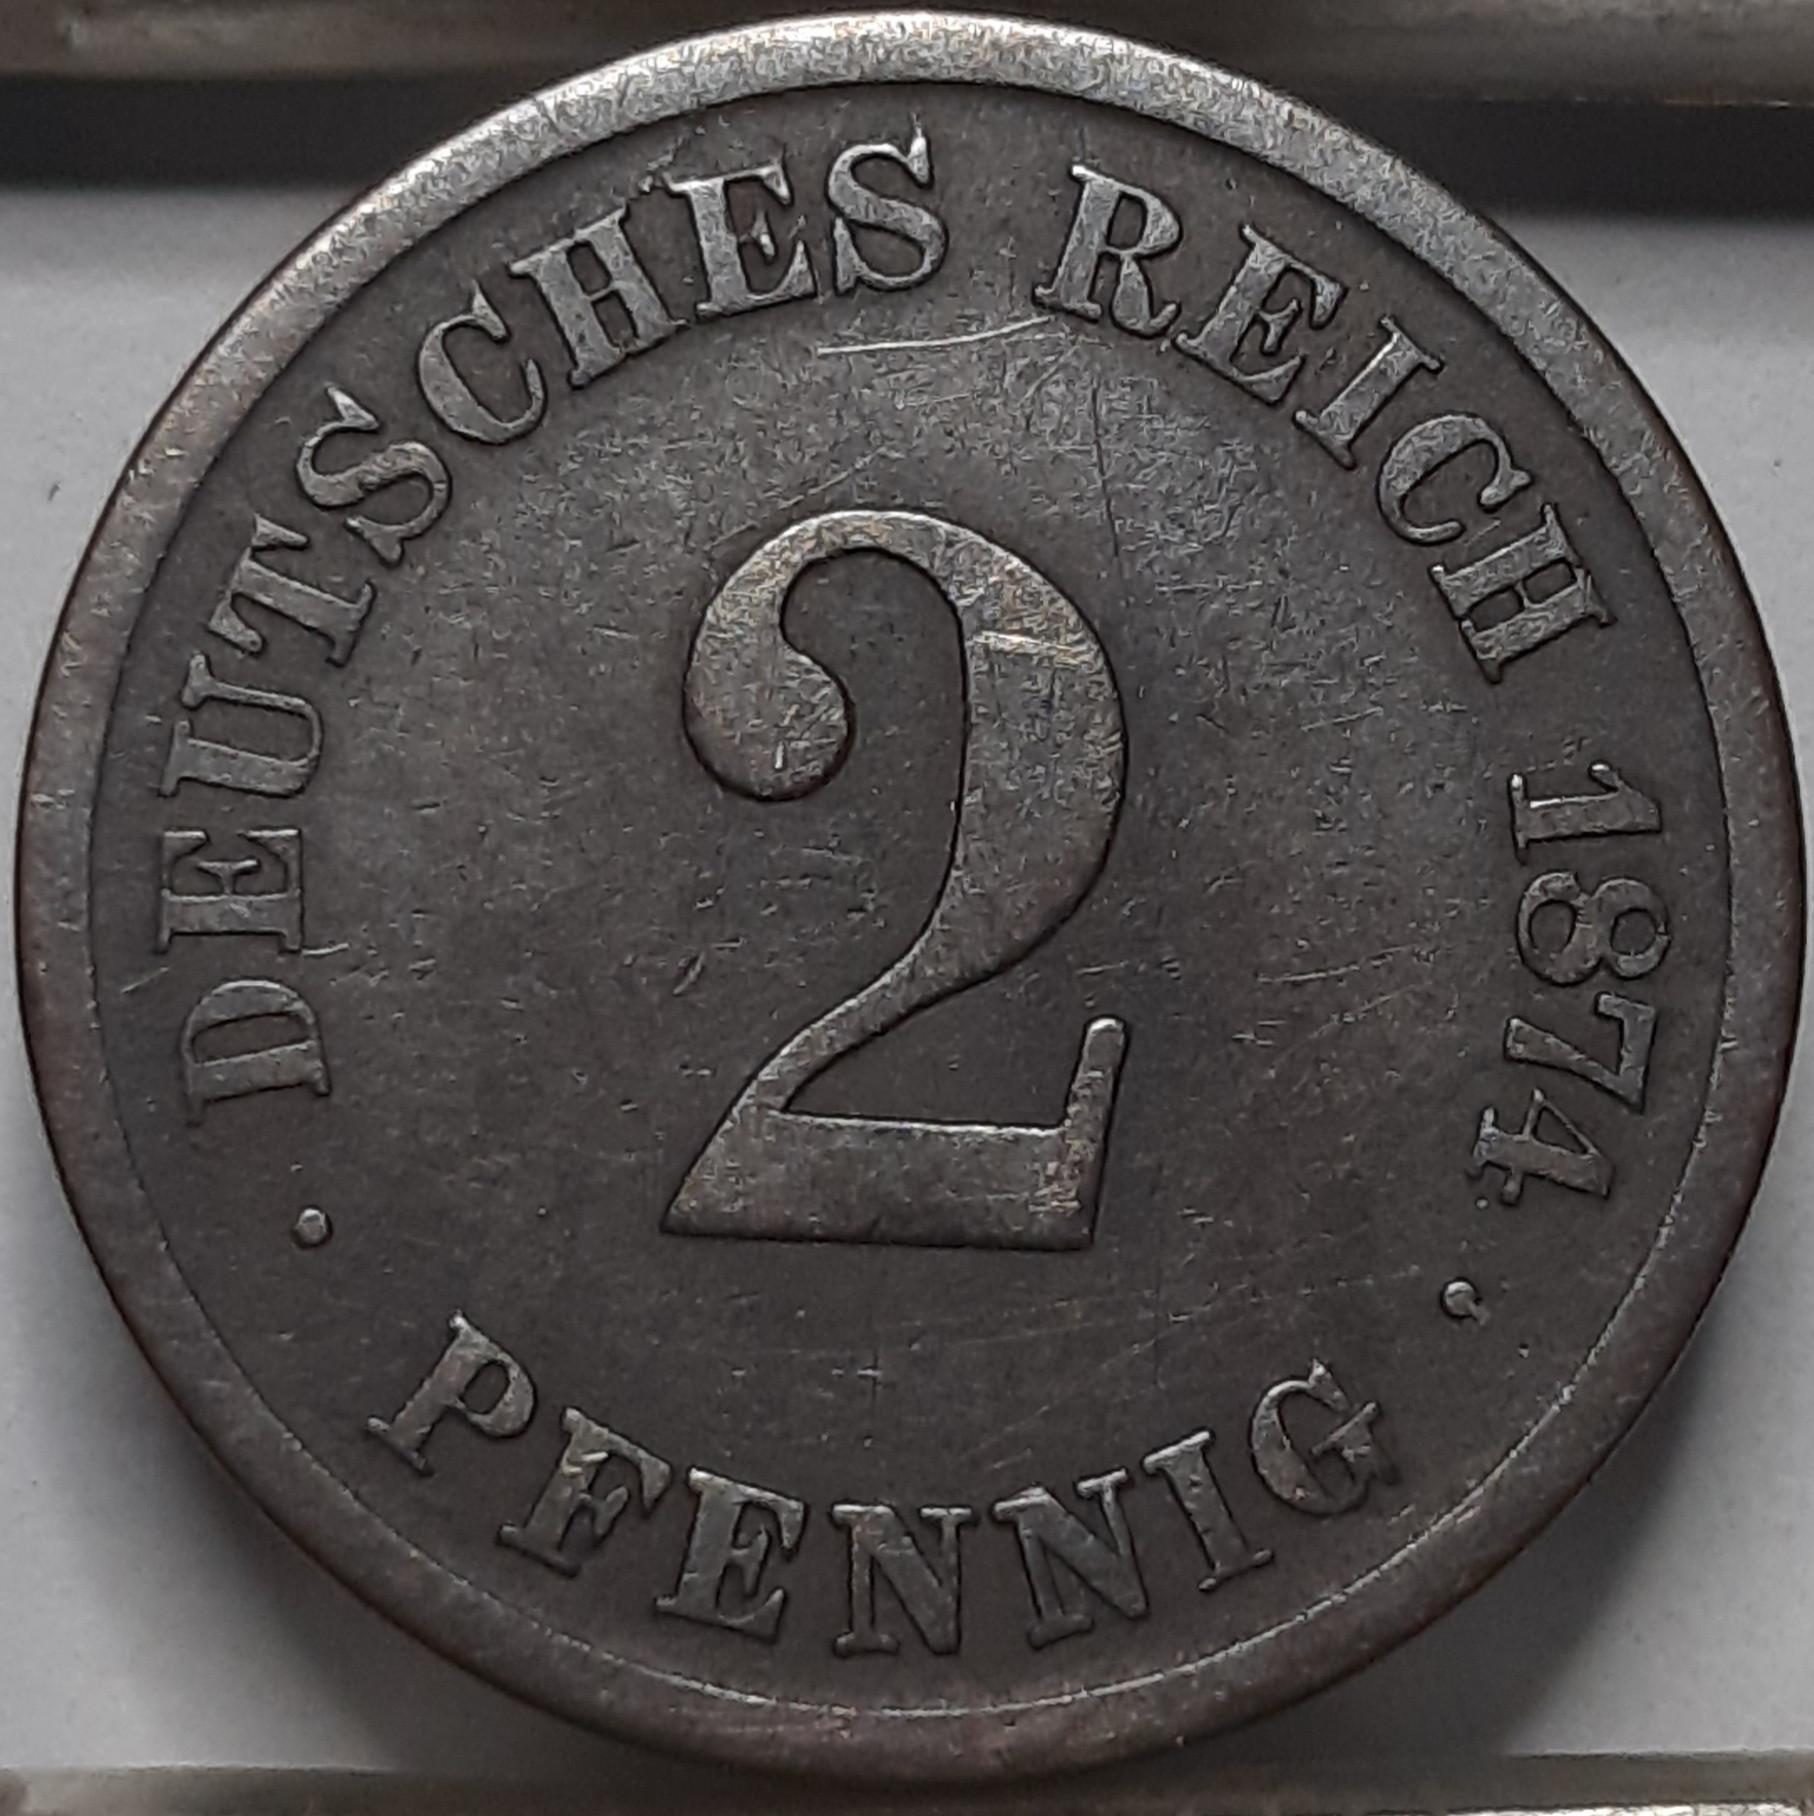 DEUTSCHES REICH 1874
2
· PFENNIG ·